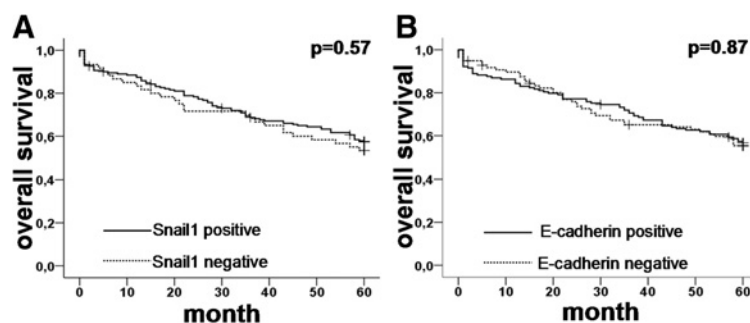 A
p=0.57
overall survival
1,0
0,8
0,6
0,4
0,2
0,0
Snail1 positive
Snail1 negative
0 10 20 30 40 50 60
month
B
p=0.87
overall survival
1,0
0,8
0,6
0,4
0,2
0,0
E-cadherin positive
E-cadherin negative
0 10 20 30 40 50 60
month